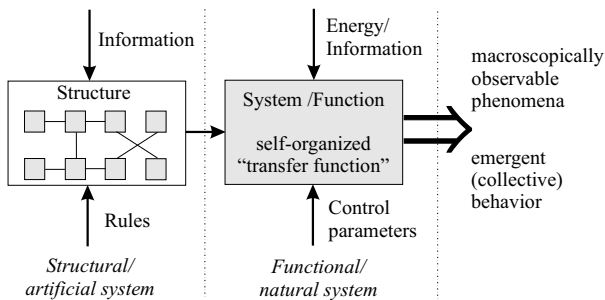 Information
Structure
Rules
Structural/
artificial system
Energy/
Information
System /Function
self-organized
“transfer function”
Control
parameters
Functional/
natural system
macroscopically
observable
phenomena
emergent
(collective)
behavior